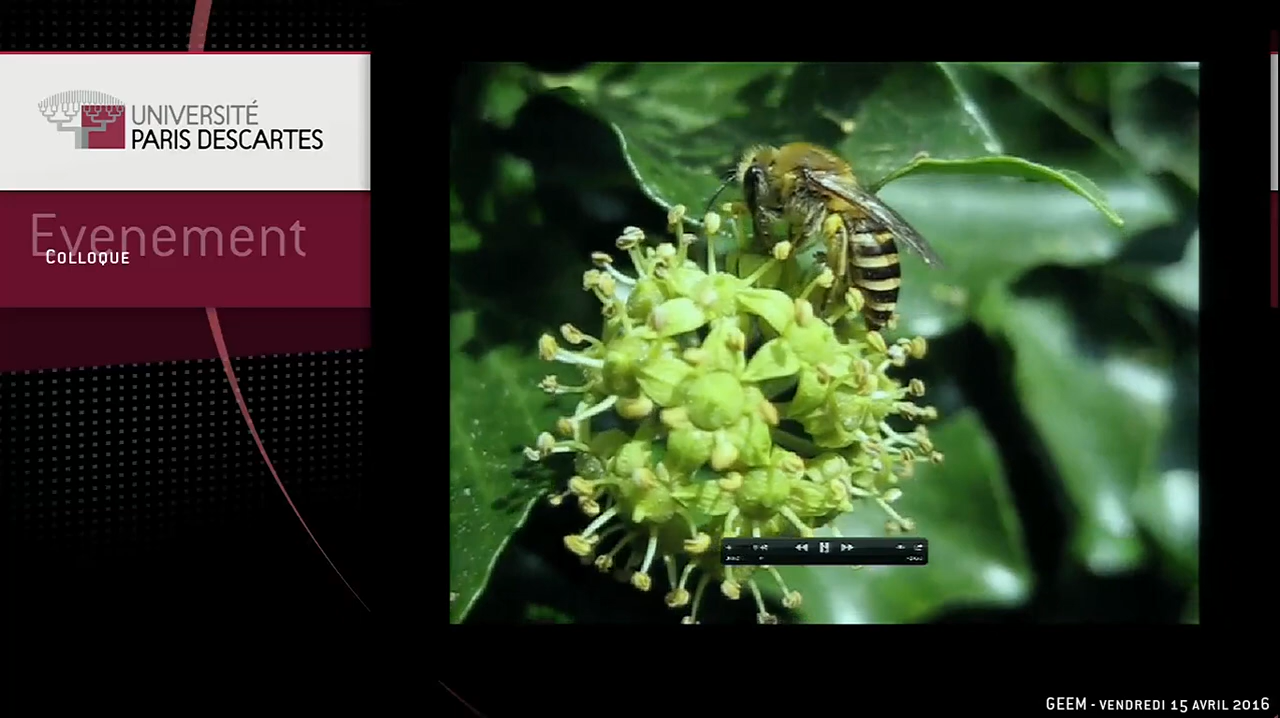 UNIVERSITÉ
PARIS DESCARTES
Evenement
COLLOQUE
GEEM - VENDREDI 15 AVRIL 2016